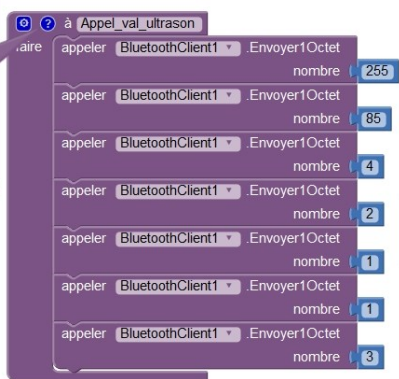 ? à Appel_val_ultrason
faire appeler BluetoothClient1 .Envoyer1Octet
nombre 255
appeler BluetoothClient1 .Envoyer1Octet
nombre 85
appeler BluetoothClient1 .Envoyer1Octet
nombre 4
appeler BluetoothClient1 .Envoyer1Octet
nombre 2
appeler BluetoothClient1 .Envoyer1Octet
nombre 1
appeler BluetoothClient1 .Envoyer1Octet
nombre 1
appeler BluetoothClient1 .Envoyer1Octet
nombre 3